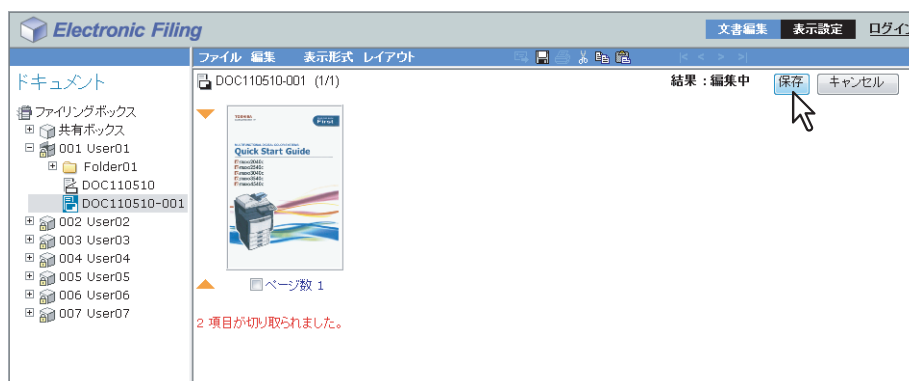 Electronic Filing
文書編集 表示設定 ログイン
ファイル 編集 表示形式 レイアウト |< < > >|
ドキュメント
ファイリングボックス
共有ボックス
001 User01
Folder01
DOC110510
DOC110510-001
002 User02
003 User03
004 User04
005 User05
006 User06
007 User07
DOC110510-001 (1/1)
結果 : 編集中 保存 キャンセル
TOSHIBA
First
Quick Start Guide
ページ数 1
2 項目が切り取られました。